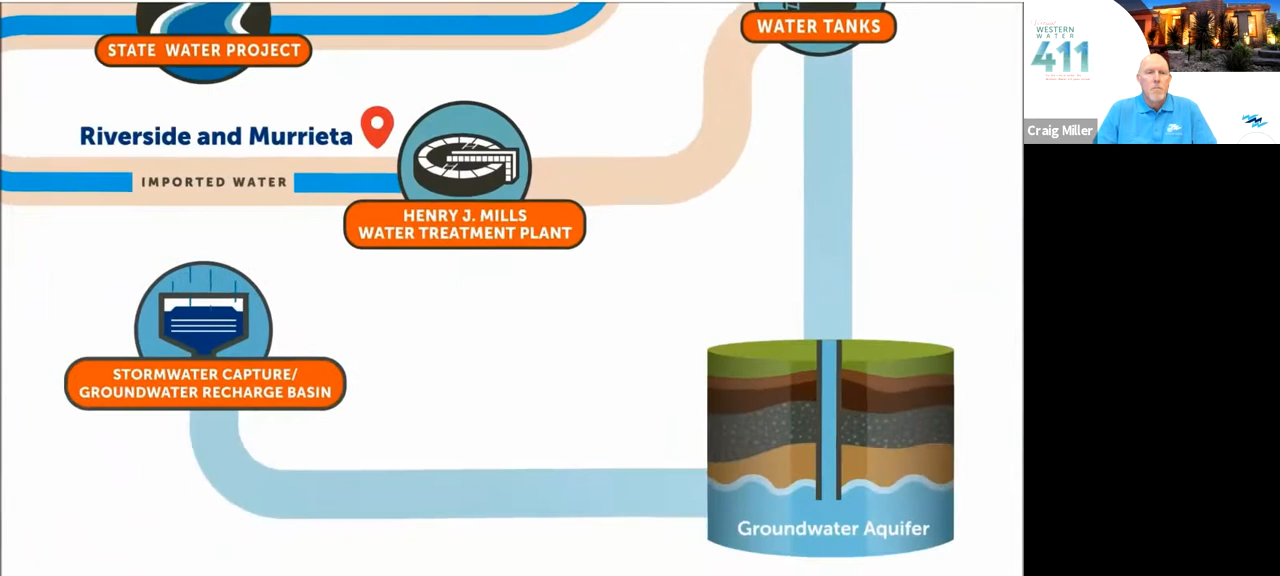 STATE WATER PROJECT
WATER TANKS
WESTERN
WATER
411
Riverside and Murrieta
Craig Miller
IMPORTED WATER
HENRY J. MILLS
WATER TREATMENT PLANT
STORMWATER CAPTURE/
GROUNDWATER RECHARGE BASIN
Groundwater Aquifer